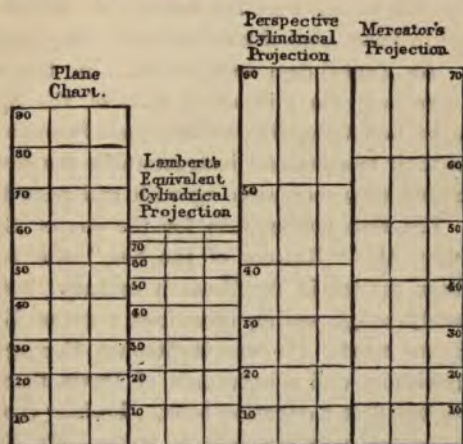 Plane
Chart.
90
80
70
60
50
40
30
20
10
Lambert's
Equivalent
Cylindrical
Projection
70
60
50
40
30
20
10
Perspective
Cylindrical
Projection
60
50
40
30
20
10
Mercator's
Projection
70
60
50
40
30
20
10